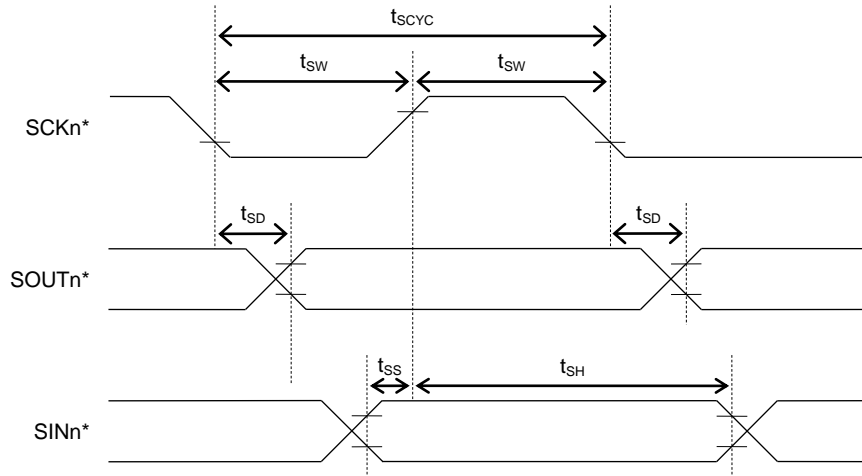 tSCYC
tSW tSW
SCKn*
tSD tSD
SOUTn*
tSS tSH
SINn*